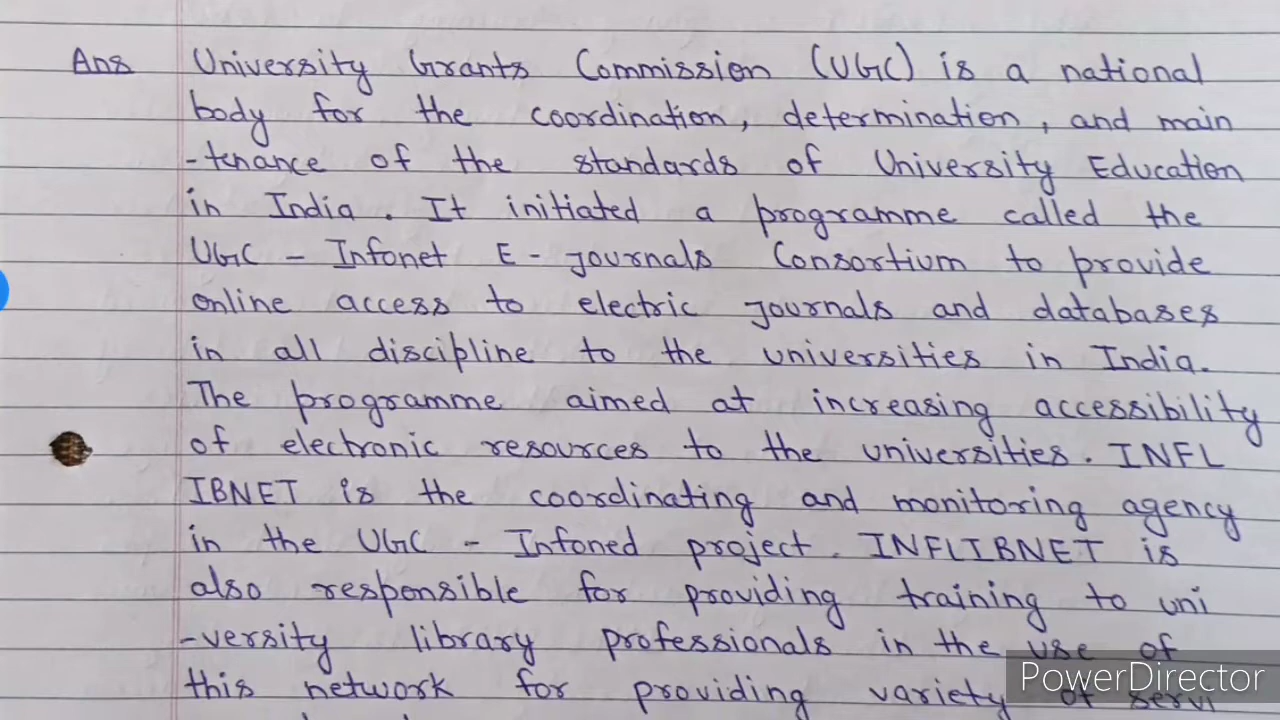 Ans University Grants Commission (UGC) is a national
body for the coordination, determination, and main
-tenance of the standards of University Education
in India. It initiated a programme called the
UGC - Infonet E - journals Consortium to provide
online access to electric journals and databases
in all discipline to the universities in India.
The programme aimed at increasing accessibility
of electronic resources to the universities. INFL
IBNET is the coordinating and monitoring agency
in the UGC - Infoned project. INFLIBNET is
also responsible for providing training to uni
-versity library professionals in the use of
this network for providing variety of servi
PowerDirector